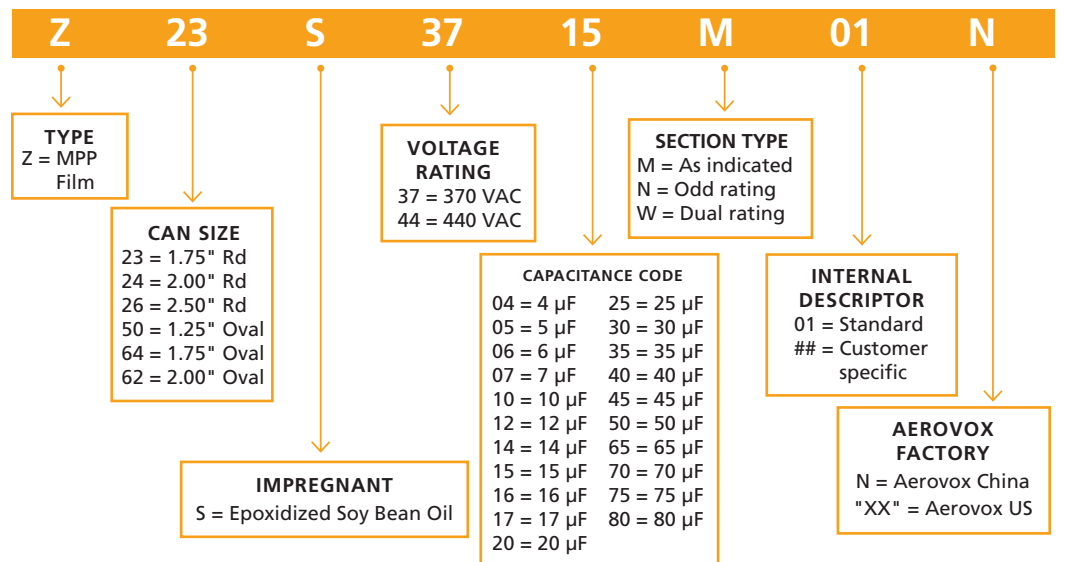 Z 23 S 37 15 M 01 N
TYPE
Z = MPP
Film
CAN SIZE
23 = 1.75" Rd
24 = 2.00" Rd
26 = 2.50" Rd
50 = 1.25" Oval
64 = 1.75" Oval
62 = 2.00" Oval
IMPREGNANT
S = Epoxidized Soy Bean Oil
VOLTAGE
RATING
37 = 370 VAC
44 = 440 VAC
CAPACITANCE CODE
04 = 4 µF 25 = 25 µF
05 = 5 µF 30 = 30 µF
06 = 6 µF 35 = 35 µF
07 = 7 µF 40 = 40 µF
10 = 10 µF 45 = 45 µF
12 = 12 µF 50 = 50 µF
14 = 14 µF 65 = 65 µF
15 = 15 µF 70 = 70 µF
16 = 16 µF 75 = 75 µF
17 = 17 µF 80 = 80 µF
20 = 20 µF
SECTION TYPE
M = As indicated
N = Odd rating
W = Dual rating
INTERNAL
DESCRIPTOR
01 = Standard
## = Customer
specific
AEROVOX
FACTORY
N = Aerovox China
"XX" = Aerovox US